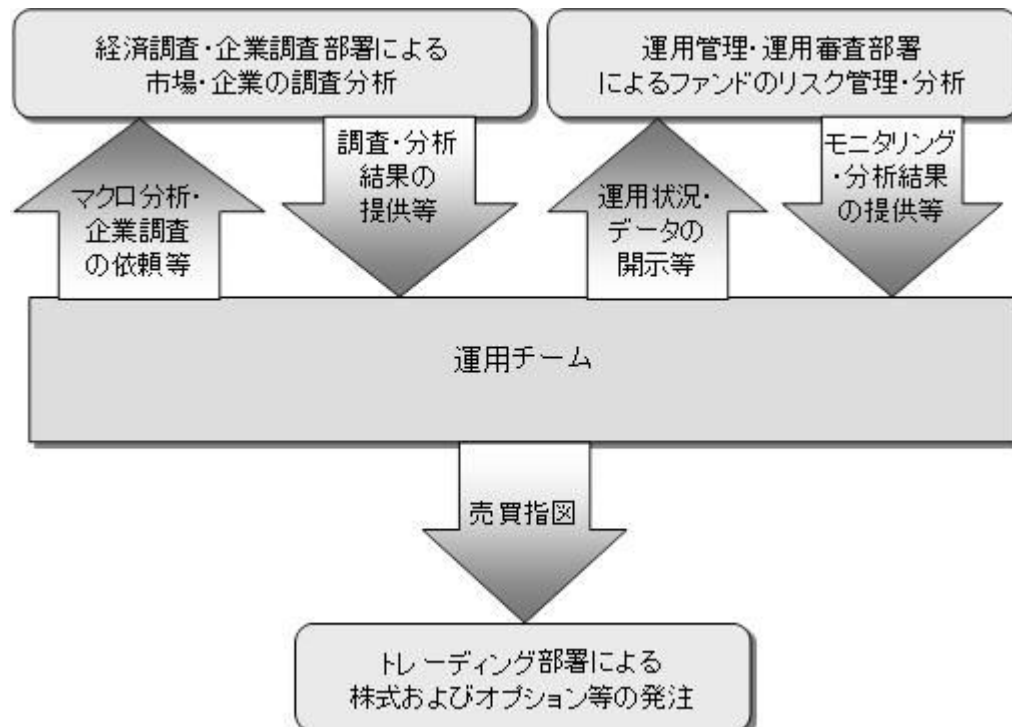 経済調査・企業調査部署による
市場・企業の調査分析
運用管理・運用審査部署
によるファンドのリスク管理・分析
マクロ分析・
企業調査
の依頼等
調査・分析
結果の
提供等
運用状況・
データの
開示等
モニタリング
・分析結果
の提供等
運用チーム
売買指図
トレーディング部署による
株式およびオプション等の発注